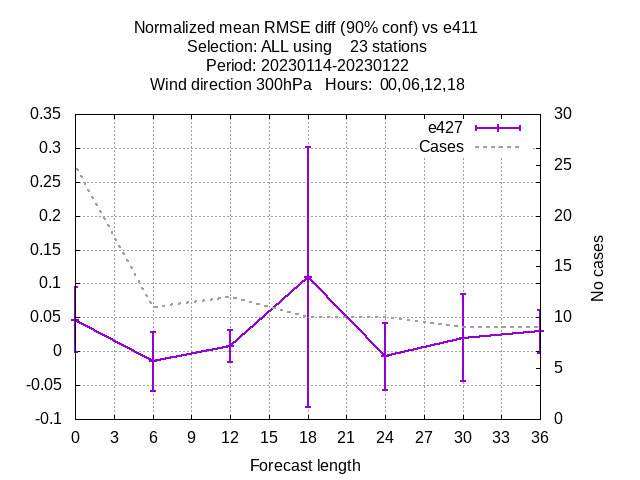 Normalized mean RMSE diff (90% conf) vs e411
Selection: ALL using    23 stations
Period: 20230114-20230122
Wind direction 300hPa   Hours:  00,06,12,18
0.35
0.3
0.25
0.2
0.15
0.1
0.05
0
-0.05
-0.1
e427
Cases
30
25
20
15
10
5
0
No cases
0 3 6 9 12 15 18 21 24 27 30 33 36
Forecast length